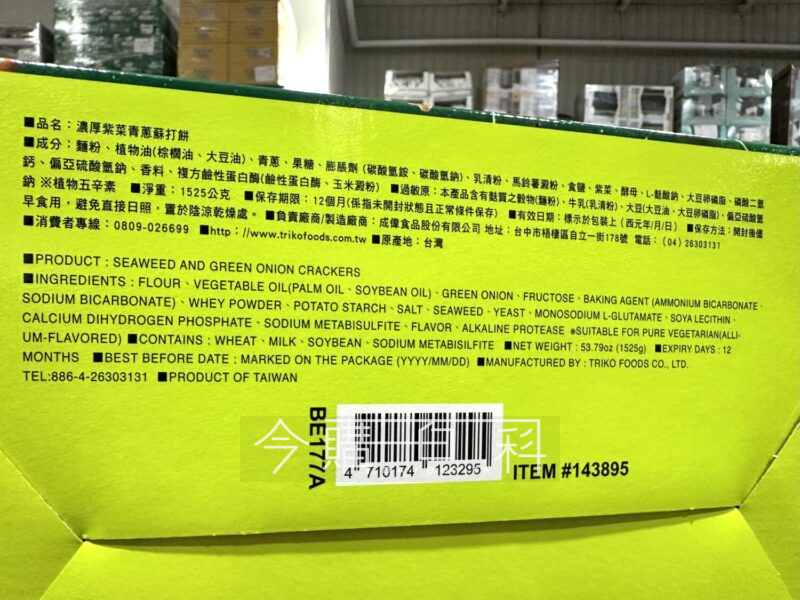 ■品名：濃厚紫菜青蔥蘇打餅
■成分：麵粉、植物油(棕櫚油、大豆油)、青蔥、果糖、膨脹劑 (碳酸氫銨、碳酸氫鈉)、乳清粉、馬鈴薯澱粉、食鹽、紫菜、酵母、L-麩酸鈉、大豆卵磷脂、磷酸二氫
鈣、偏亞硫酸氫鈉、香料、複方鹼性蛋白酶(鹼性蛋白酶、玉米澱粉) ■過敏原：本產品含有麩質之穀物(麵粉)、牛乳(乳清粉)、大豆(大豆油、大豆卵磷脂)、偏亞硫酸氫
鈉 ※植物五辛素 ■淨重：1525公克 ■保存期限：12個月(係指未開封狀態且正常條件保存) ■有效日期：標示於包裝上 (西元年/月/日) ■保存方法：開封後儘
早食用，避免直接日照，置於陰涼乾燥處。 ■負責廠商/製造廠商：成偉食品股份有限公司 地址：台中市梧棲區自立一街178號 電話：(04)26303131
■消費者專線：0809-026699 ■http://www.trikofoods.com.tw ■原產地：台灣
■PRODUCT : SEAWEED AND GREEN ONION CRACKERS
■INGREDIENTS : FLOUR、VEGETABLE OIL(PALM OIL、SOYBEAN OIL)、GREEN ONION、FRUCTOSE、BAKING AGENT (AMMONIUM BICARBONATE、
SODIUM BICARBONATE)、WHEY POWDER、POTATO STARCH、SALT、SEAWEED、YEAST、MONOSODIUM L-GLUTAMATE、SOYA LECITHIN、
CALCIUM DIHYDROGEN PHOSPHATE、SODIUM METABISULFITE、FLAVOR、ALKALINE PROTEASE ※SUITABLE FOR PURE VEGETARIAN(ALLI-
UM-FLAVORED) ■CONTAINS : WHEAT、MILK、SOYBEAN、SODIUM METABISILFITE ■NET WEIGHT : 53.79oz (1525g) ■EXPIRY DAYS : 12
MONTHS ■BEST BEFORE DATE : MARKED ON THE PACKAGE (YYYY/MM/DD) ■MANUFACTURED BY : TRIKO FOODS CO., LTD.
TEL:886-4-26303131 ■PRODUCT OF TAIWAN
BE177A
4 710174 123295
ITEM #143895
今購百科